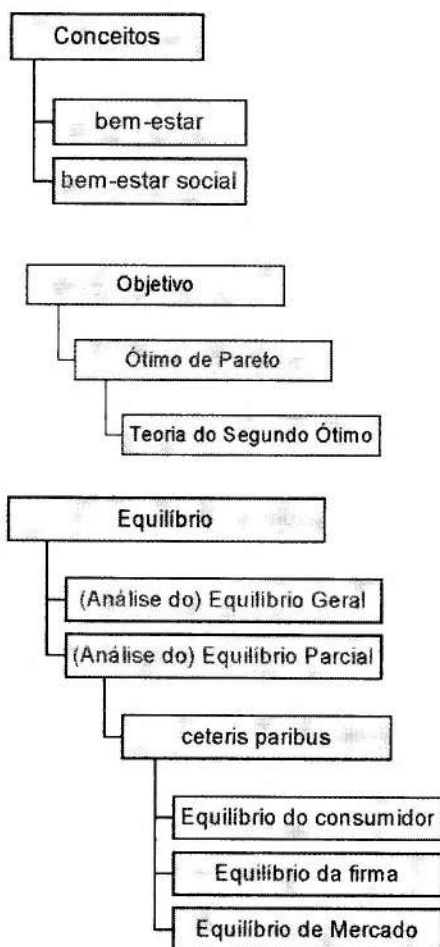 Conceitos
bem-estar
bem-estar social
Objetivo
Ótimo de Pareto
Teoria do Segundo Ótimo
Equilíbrio
(Análise do) Equilíbrio Geral
(Análise do) Equilíbrio Parcial
ceteris paribus
Equilíbrio do consumidor
Equilíbrio da firma
Equilíbrio de Mercado